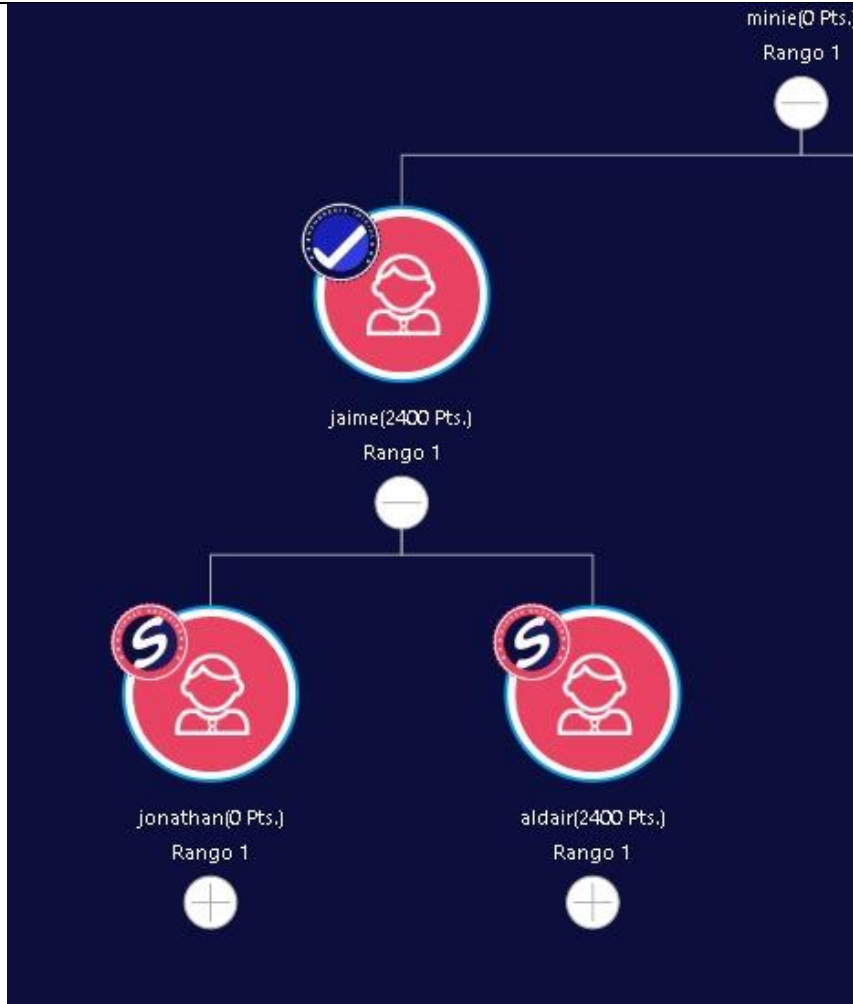 minie(0 Pts.)
Rango 1
jaime(2400 Pts.)
Rango 1
S
S
jonathan(0 Pts.)
Rango 1
aldair(2400 Pts.)
Rango 1